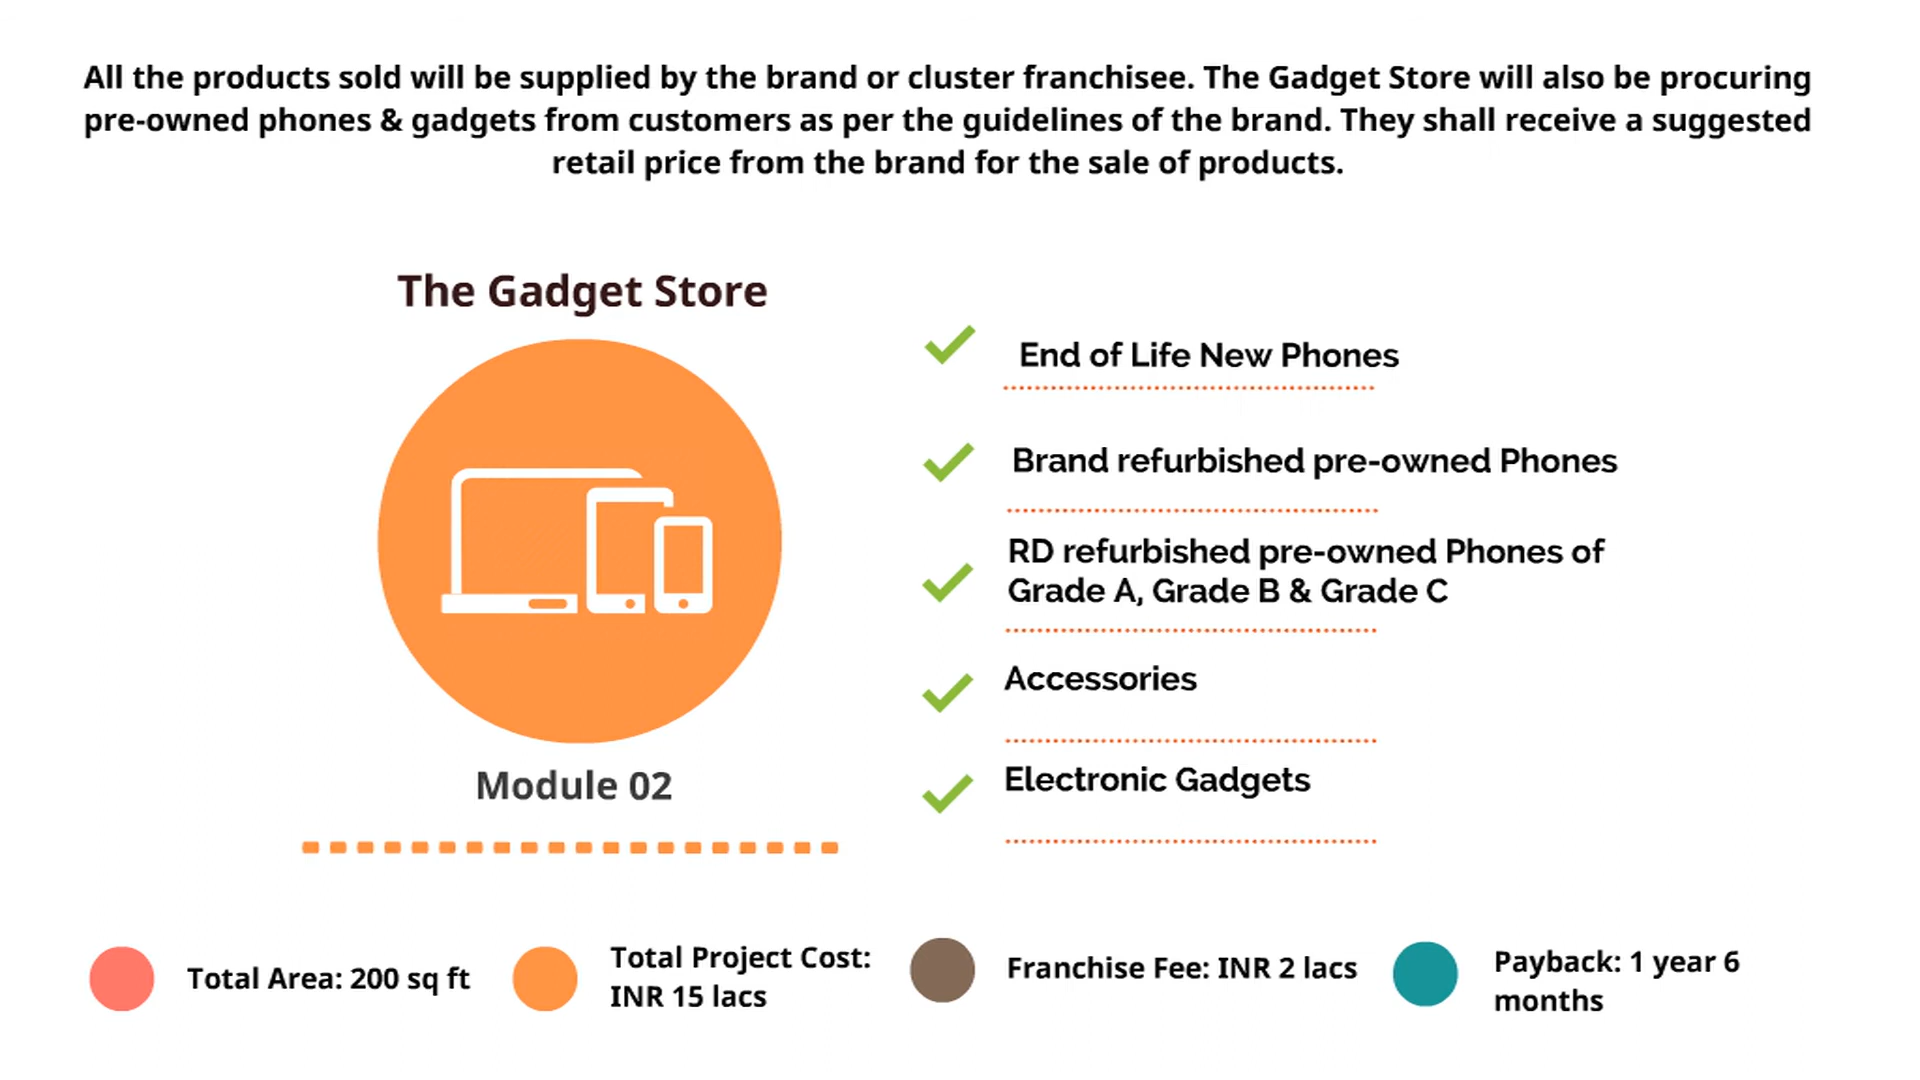 All the products sold will be supplied by the brand or cluster franchisee. The Gadget Store will also be procuring
pre-owned phones & gadgets from customers as per the guidelines of the brand. They shall receive a suggested
retail price from the brand for the sale of products.
The Gadget Store
Module 02
End of Life New Phones
Brand refurbished pre-owned Phones
RD refurbished pre-owned Phones of
Grade A, Grade B & Grade C
Accessories
Electronic Gadgets
Total Area: 200 sq ft
Total Project Cost:
INR 15 lacs
Franchise Fee: INR 2 lacs
Payback: 1 year 6
months